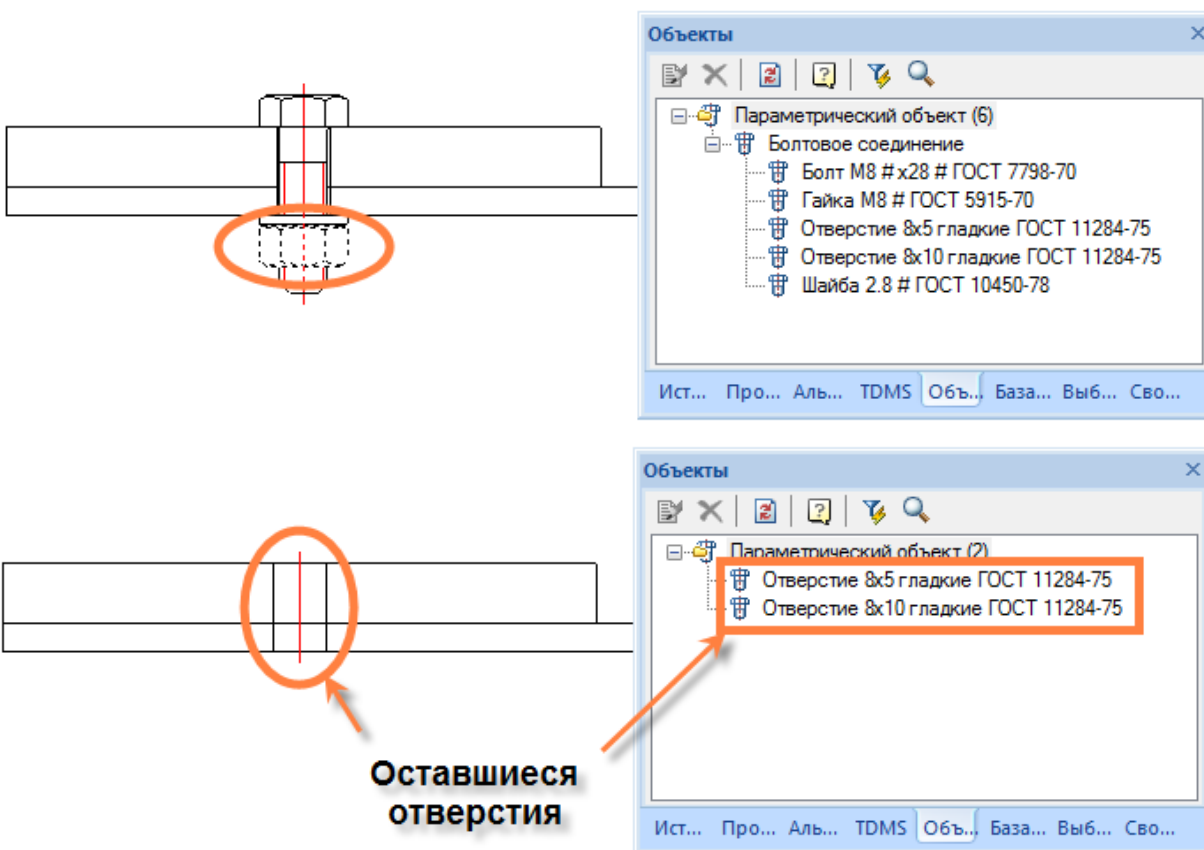 Объекты
Параметрический объект (6)
Болтовое соединение
Болт М8 # x28 # ГОСТ 7798-70
Гайка М8 # ГОСТ 5915-70
Отверстие 8x5 гладкие ГОСТ 11284-75
Отверстие 8x10 гладкие ГОСТ 11284-75
Шайба 2.8 # ГОСТ 10450-78
Ист... Про... Аль... TDMS Объ... База... Выб... Сво...
Объекты
Параметрический объект (2)
Отверстие 8x5 гладкие ГОСТ 11284-75
Отверстие 8x10 гладкие ГОСТ 11284-75
Оставшиеся
отверстия
Ист... Про... Аль... TDMS Объ... База... Выб... Сво...